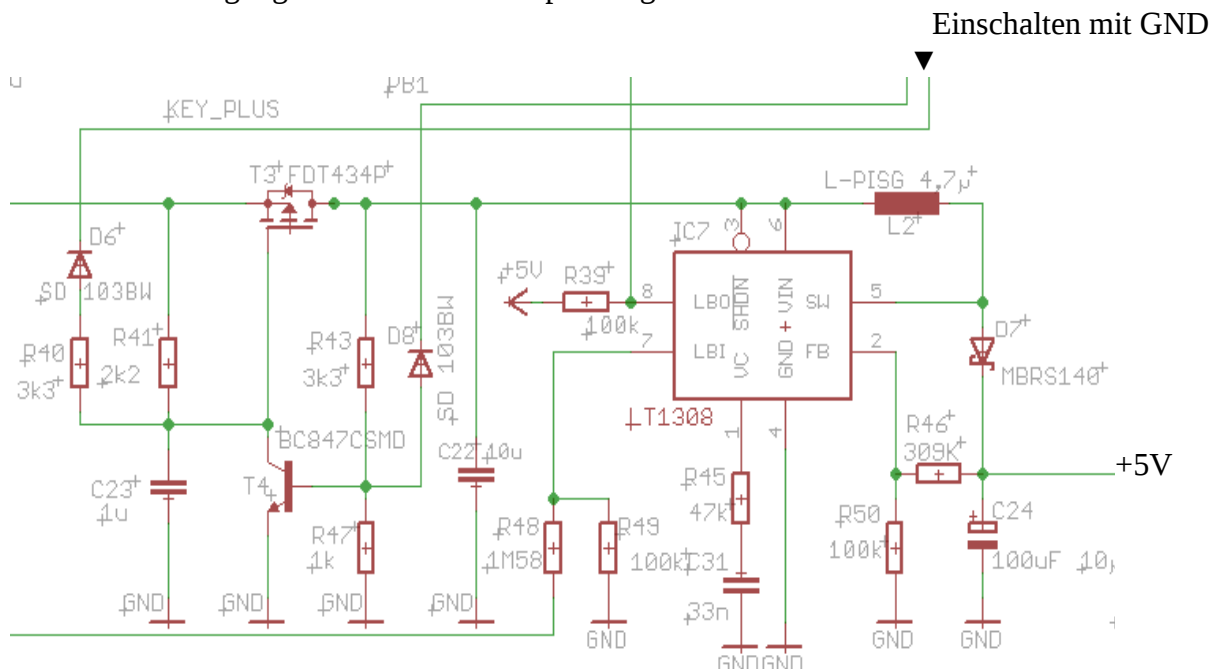 Einschalten mit GND
PB1
KEY_PLUS
T3 FDT434P
L-PISG 4,7µ
L2
D6
SD 103BW
IC7
3
6
+5V
R39
100k
8
LBO
SHDN
GND + VIN
SW
5
7
LBI
VC
FB
2
D7
MBRS140
R40
3k3
R41
2k2
R43
3k3
D8
SD 103BW
LT1308
1
4
BC847CSMD
T4
C22 10u
R46
309K
+5V
C23
1u
R47
1k
R48
1M58
R49
100k
R45
47k
C31
33n
R50
100k
C24
100uF
GND
GND
GND
GND
GND
GND
GND
GND
GND